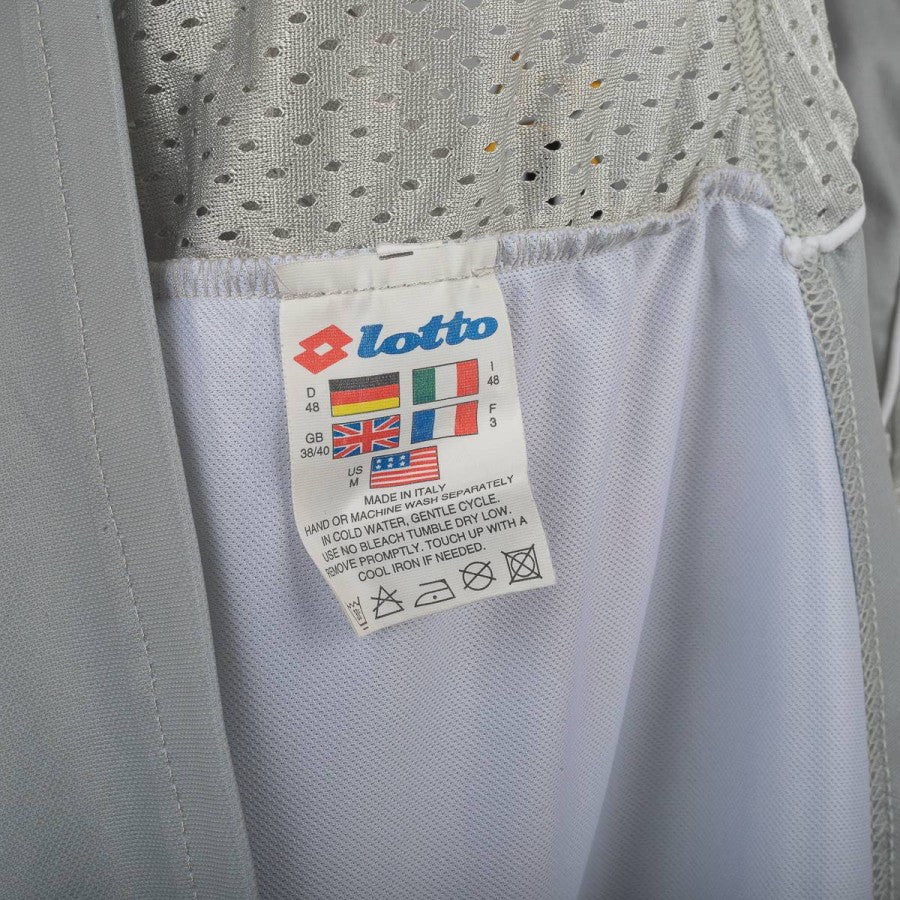 lotto
D 48
I 48
GB 38/40
F 3
US M
MADE IN ITALY
HAND OR MACHINE WASH SEPARATELY
IN COLD WATER, GENTLE CYCLE.
USE NO BLEACH TUMBLE DRY LOW.
REMOVE PROMPTLY. TOUCH UP WITH A
COOL IRON IF NEEDED.